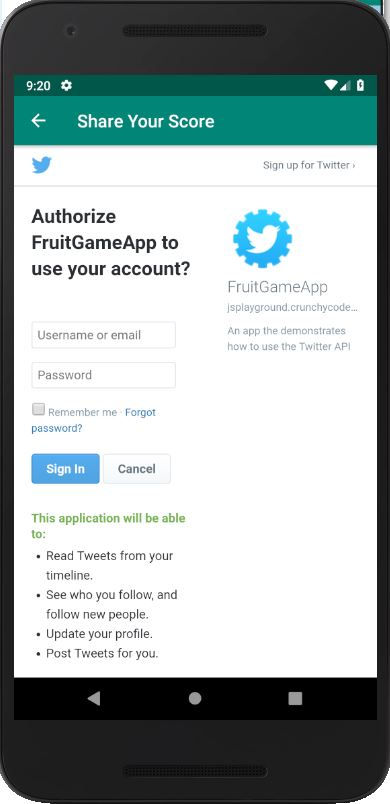 9:20
Share Your Score
Sign up for Twitter ›
Authorize
FruitGameApp to
use your account?
FruitGameApp
jsplayground.crunchycode...
An app the demonstrates
how to use the Twitter API
Username or email
Password
Remember me · Forgot
password?
Sign In
Cancel
This application will be able
to:
• Read Tweets from your
timeline.
• See who you follow, and
follow new people.
• Update your profile.
• Post Tweets for you.